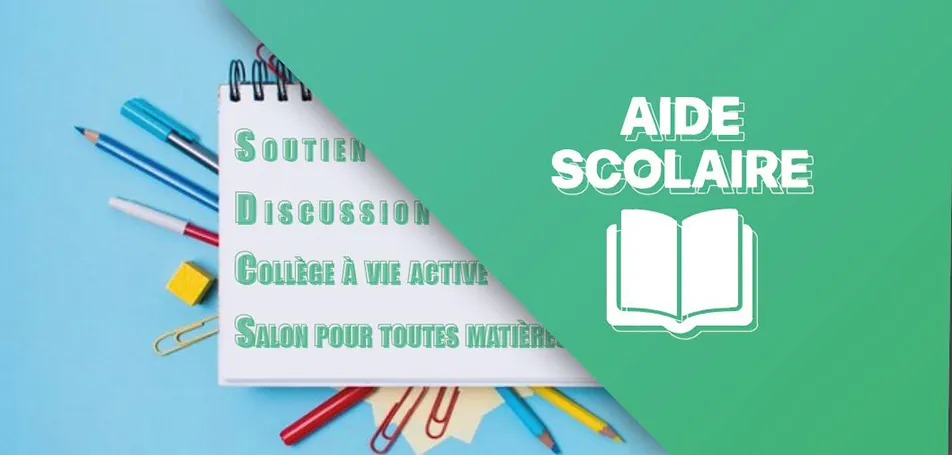 SOUTIEN
DISCUSSION
COLLÈGE À VIE ACTIVE
SALON POUR TOUTES MATIÈRES
AIDE
SCOLAIRE